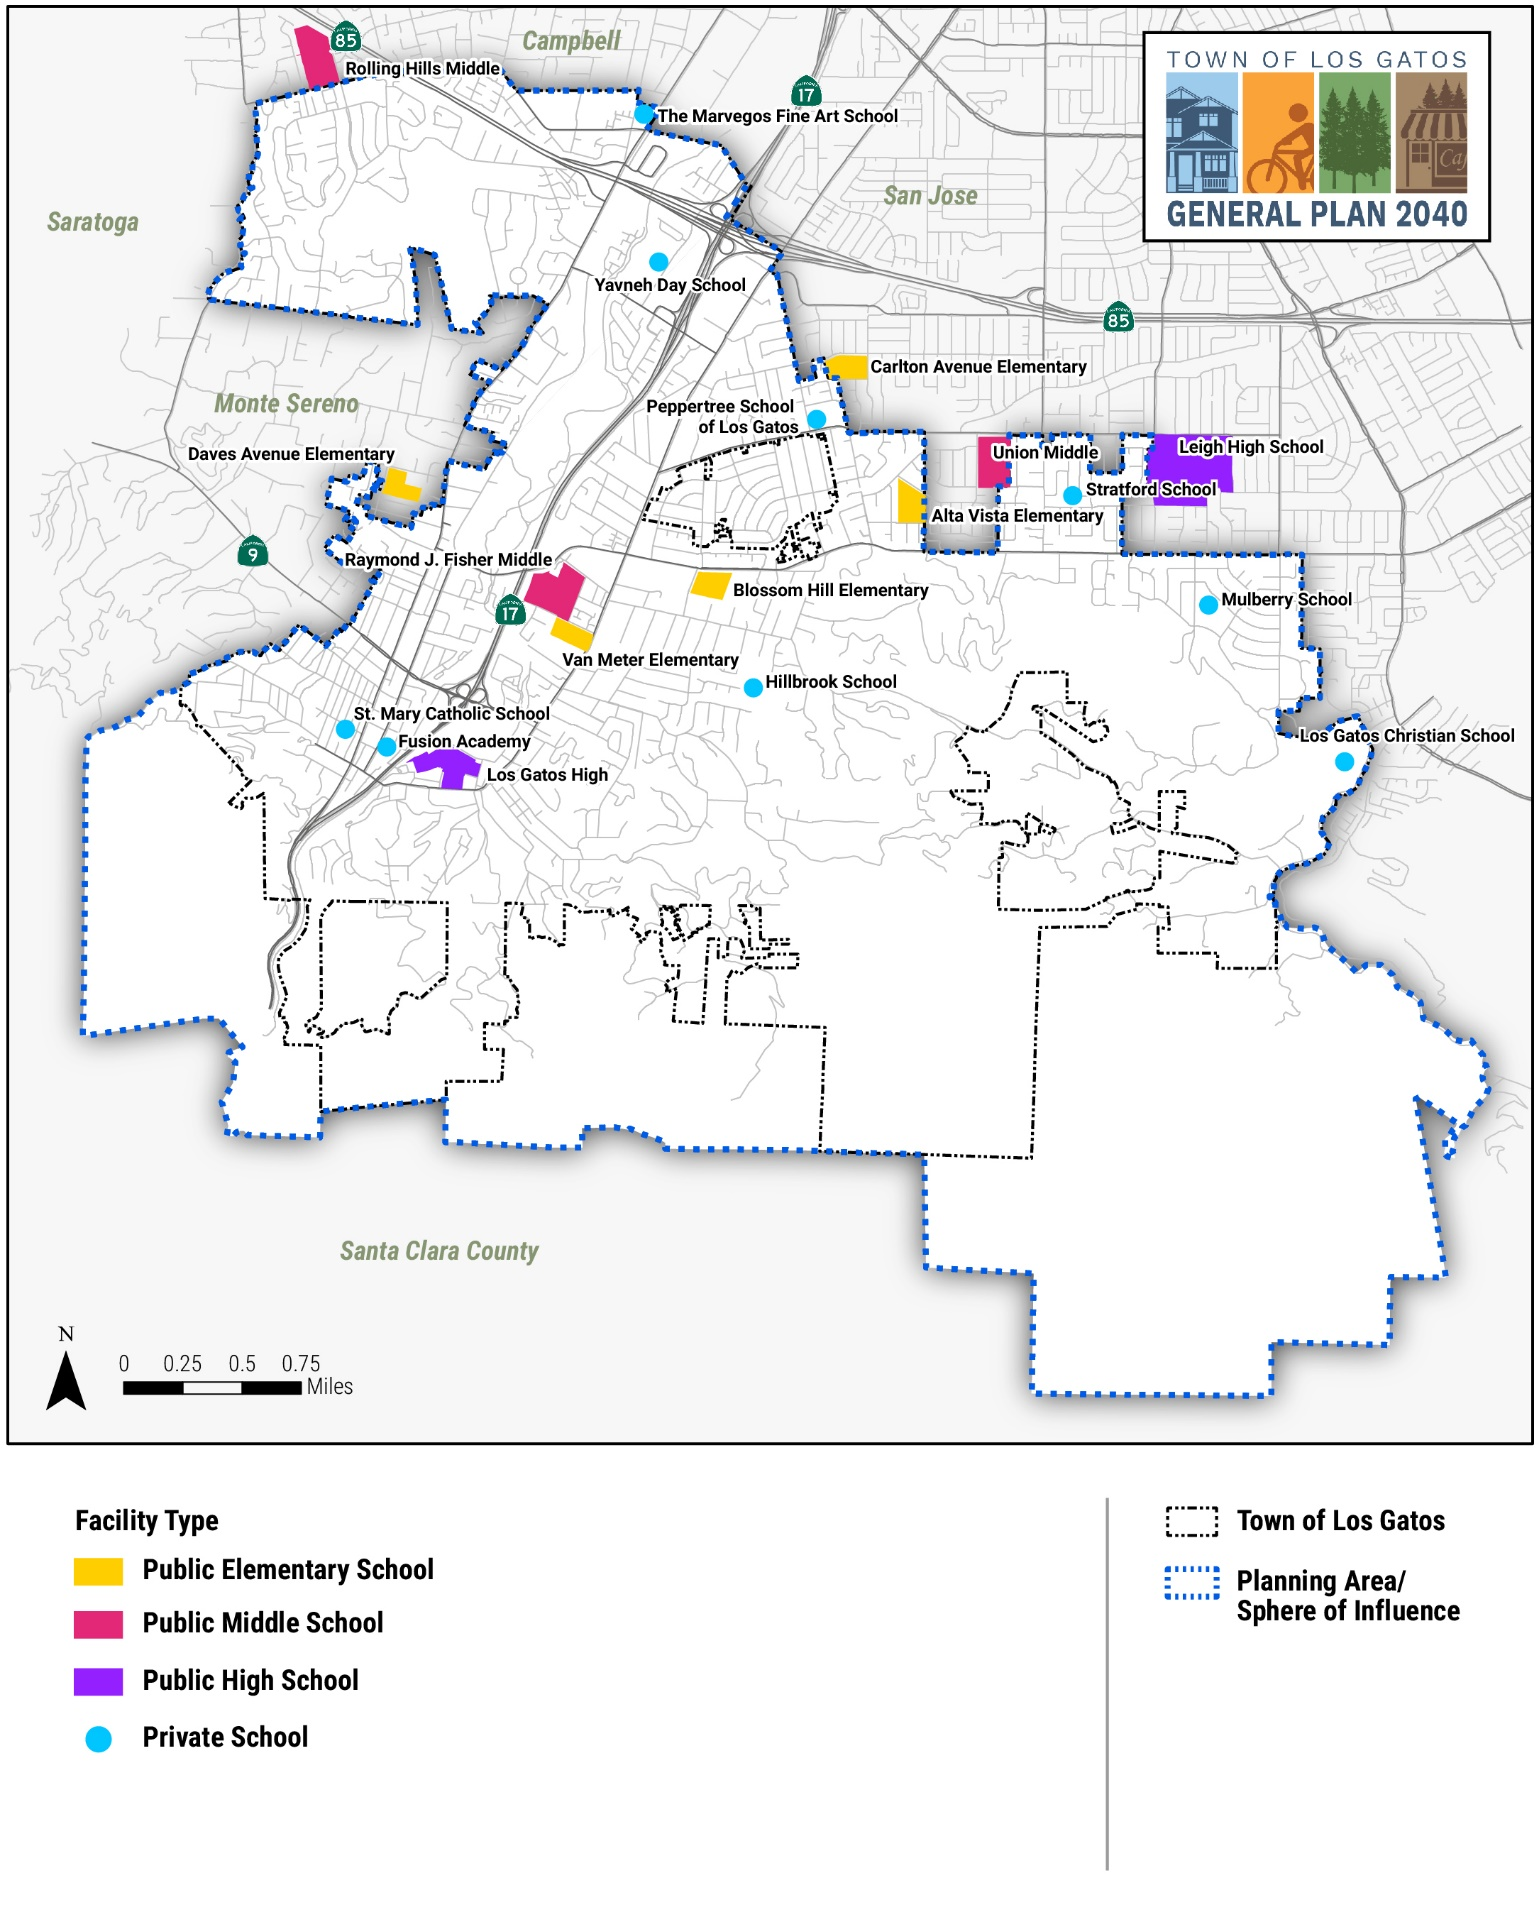 85
Campbell
Rolling Hills Middle
17
The Marvegos Fine Art School
TOWN OF LOS GATOS
GENERAL PLAN 2040
San Jose
Saratoga
Yavneh Day School
85
Carlton Avenue Elementary
Monte Sereno
Peppertree School
of Los Gatos
Daves Avenue Elementary
Union Middle
Leigh High School
Stratford School
Alta Vista Elementary
9
Raymond J. Fisher Middle
17
Blossom Hill Elementary
Mulberry School
Van Meter Elementary
Hillbrook School
St. Mary Catholic School
Fusion Academy
Los Gatos High
Los Gatos Christian School
Santa Clara County
N
0 0.25 0.5 0.75
Miles
Facility Type
Public Elementary School
Public Middle School
Public High School
Private School
Town of Los Gatos
Planning Area/
Sphere of Influence